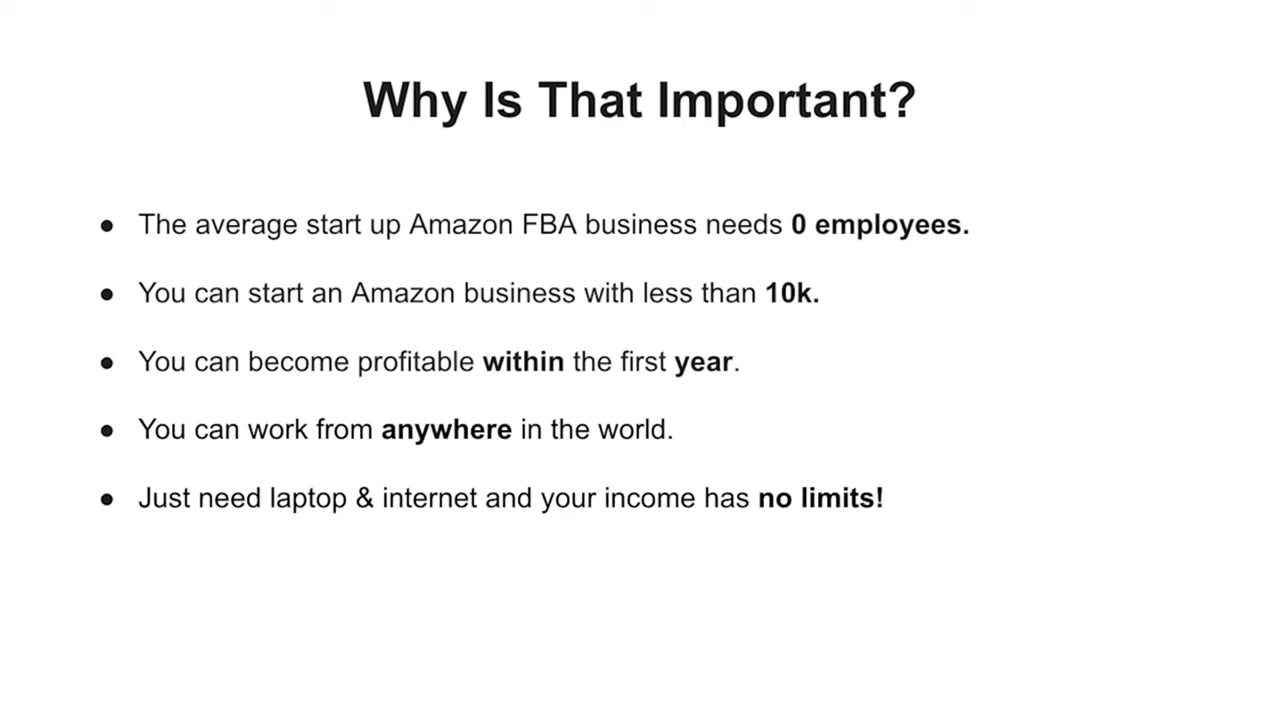 Why Is That Important?
● The average start up Amazon FBA business needs 0 employees.
● You can start an Amazon business with less than 10k.
● You can become profitable within the first year.
● You can work from anywhere in the world.
● Just need laptop & internet and your income has no limits!